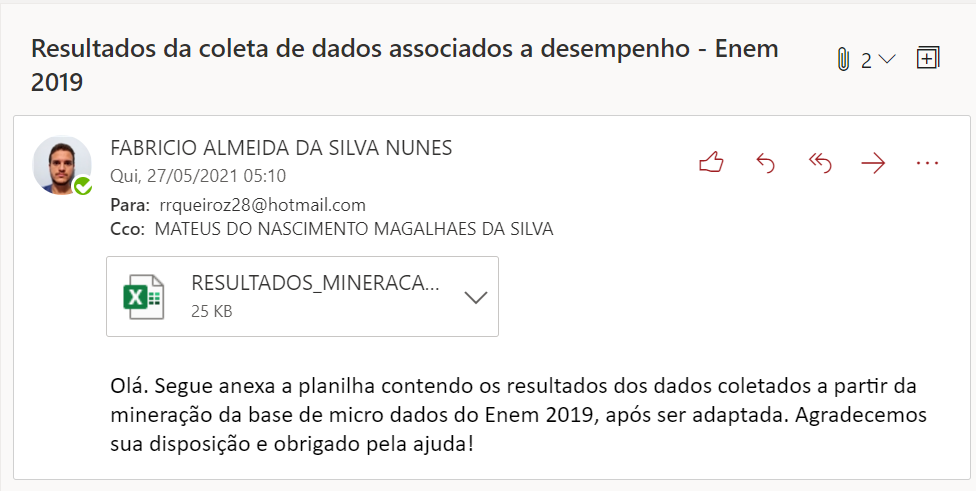 Resultados da coleta de dados associados a desempenho - Enem
2019
2
FABRICIO ALMEIDA DA SILVA NUNES
Qui, 27/05/2021 05:10
Para: rrqueiroz28@hotmail.com
Cco: MATEUS DO NASCIMENTO MAGALHAES DA SILVA
RESULTADOS_MINERACA...
25 KB
Olá. Segue anexa a planilha contendo os resultados dos dados coletados a partir da
mineração da base de micro dados do Enem 2019, após ser adaptada. Agradecemos
sua disposição e obrigado pela ajuda!